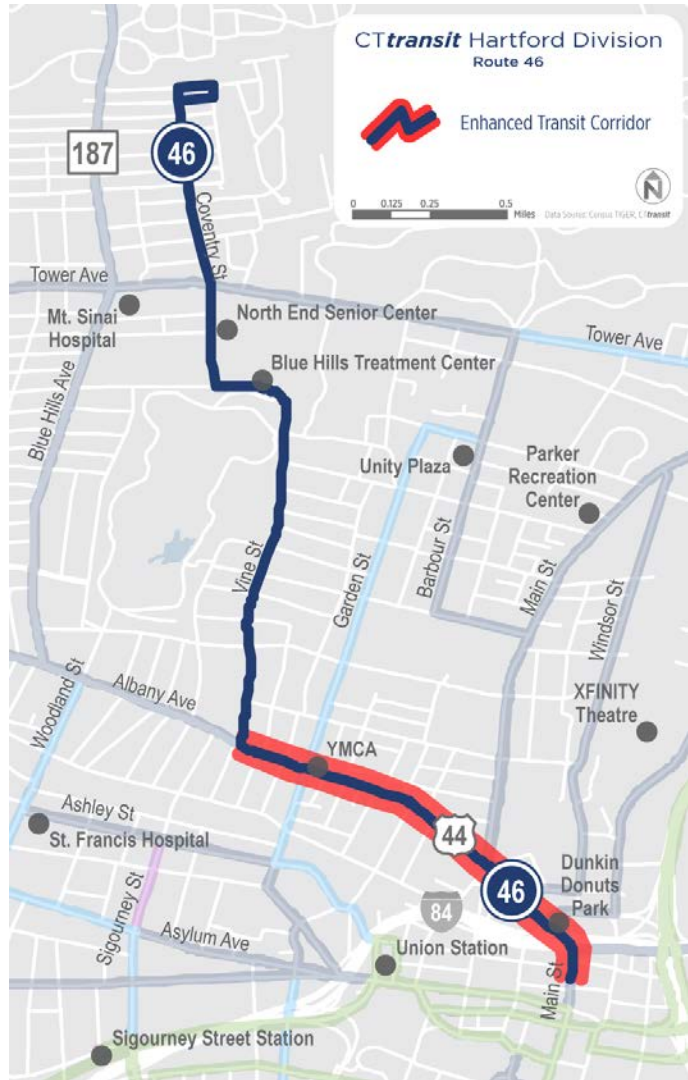 CTtransit Hartford Division
Route 46
Enhanced Transit Corridor
N
0 0.125 0.25 0.5
Miles Data Source: Census TIGER, CTtransit
187
46
Coventry St
Tower Ave
Mt. Sinai
Hospital
North End Senior Center
Tower Ave
Blue Hills Ave
Blue Hills Treatment Center
Unity Plaza
Parker
Recreation
Center
Vine St
Garden St
Barbour St
Main St
Windsor St
Woodland St
Albany Ave
XFINITY
Theatre
YMCA
Ashley St
St. Francis Hospital
44
Sigourney St
46
Dunkin
Donuts
Park
84
Asylum Ave
Union Station
Main St
Sigourney Street Station